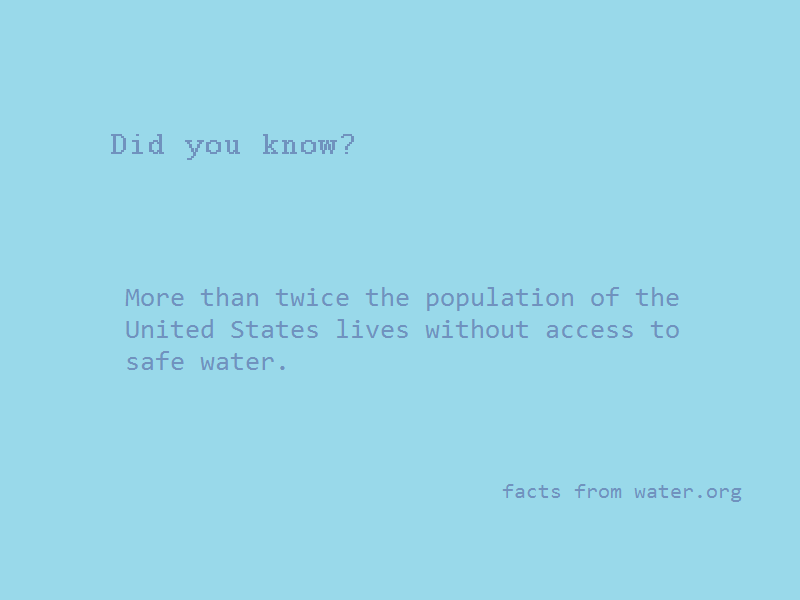 Did you know?
More than twice the population of the
United States lives without access to
safe water.
facts from water.org